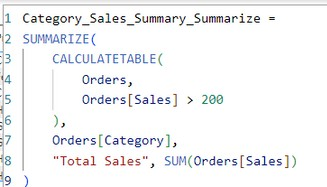 1 Category_Sales_Summary_Summarize =
2 SUMMARIZE(
3 CALCULATETABLE(
4 Orders,
5 Orders[Sales] > 200
6 ),
7 Orders[Category],
8 "Total Sales", SUM(Orders[Sales])
9 )